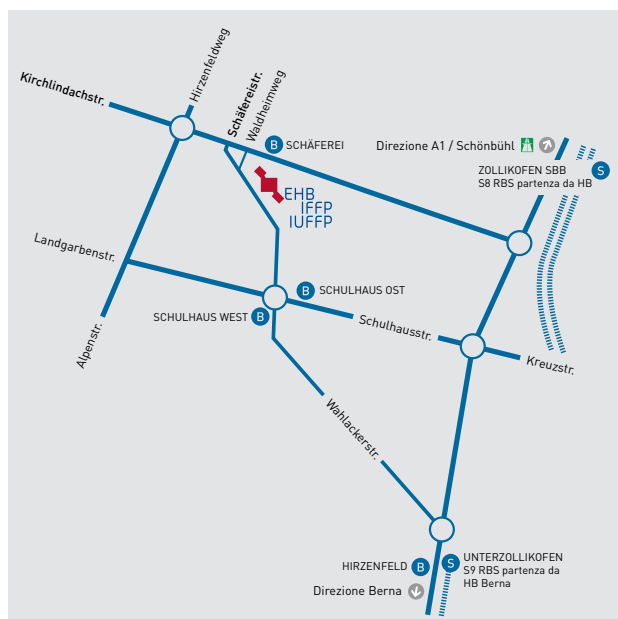 Hirzenfeldweg
Kirchlindachstr.
Schäfereistr.
Waldheimweg
B SCHÄFEREI
Direzione A1 / Schönbühl
ZOLLIKOFEN SBB
S8 RBS partenza da HB
S
EHB
IFFP
IUFFP
Landgarbenstr.
B SCHULHAUS OST
SCHULHAUS WEST B
Schulhausstr.
Alpenstr.
Kreuzstr.
Wahlackerstr.
HIRZENFELD B
S UNTERZOLLIKOFEN
S9 RBS partenza da
HB Berna
Direzione Berna